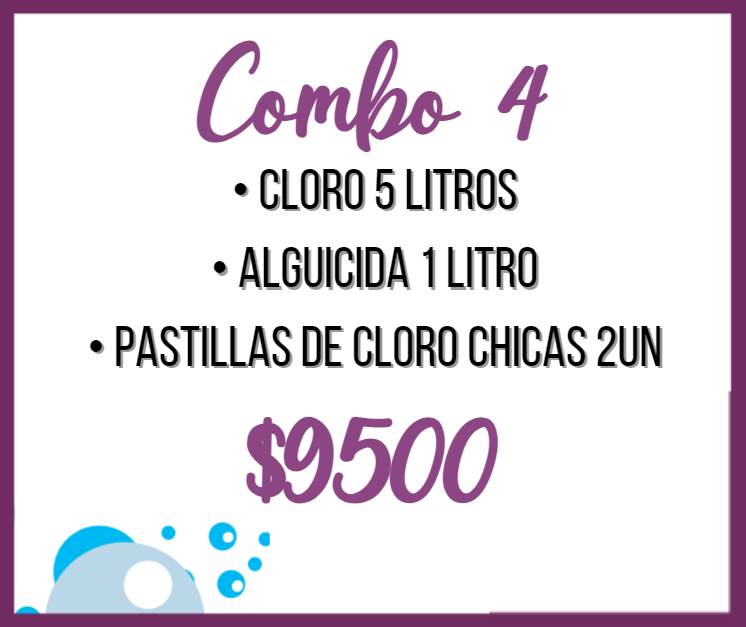 Combo 4
• CLORO 5 LITROS
• ALGUICIDA 1 LITRO
• PASTILLAS DE CLORO CHICAS 2UN
$9500